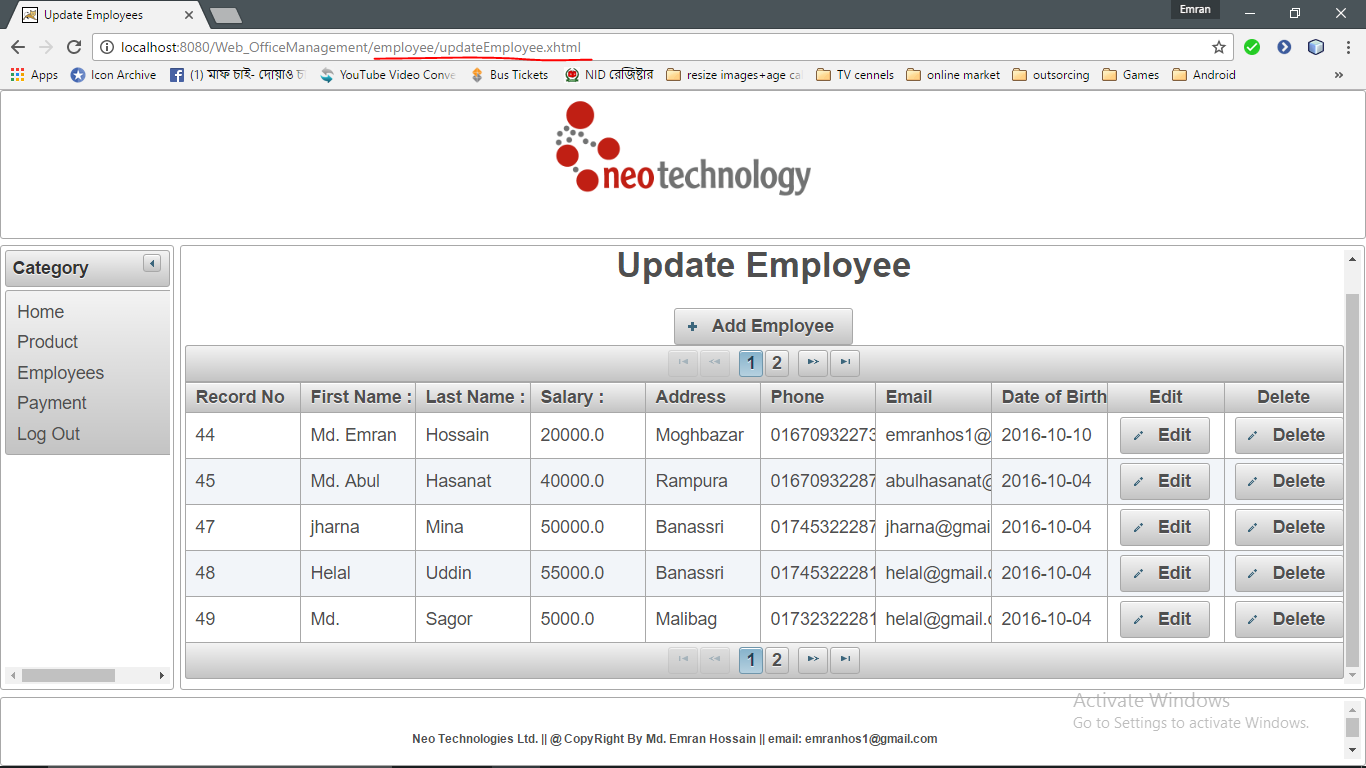 Update Employees
Emran
localhost:8080/Web_OfficeManagement/employee/updateEmployee.xhtml
Apps Icon Archive (1) মাফ চাই- দোয়াও YouTube Video Conve Bus Tickets NID রেজিষ্টার resize images+age ca TV cennels online market outsorcing Games Android »
neotechnology
Category
Home
Product
Employees
Payment
Log Out
Update Employee
Add Employee
1 2
Record No First Name : Last Name : Salary : Address Phone Email Date of Birth Edit Delete
44 Md. Emran Hossain 20000.0 Moghbazar 01670932273 emranhos1@ 2016-10-10 Edit Delete
45 Md. Abul Hasanat 40000.0 Rampura 01670932287 abulhasanat@ 2016-10-04 Edit Delete
47 jharna Mina 50000.0 Banassri 01745322287 jharna@gmai 2016-10-04 Edit Delete
48 Helal Uddin 55000.0 Banassri 01745322281 helal@gmail.c 2016-10-04 Edit Delete
49 Md. Sagor 5000.0 Malibag 01732322281 helal@gmail.c 2016-10-04 Edit Delete
1 2
Activate Windows
Go to Settings to activate Windows.
Neo Technologies Ltd. || @ CopyRight By Md. Emran Hossain || email: emranhos1@gmail.com